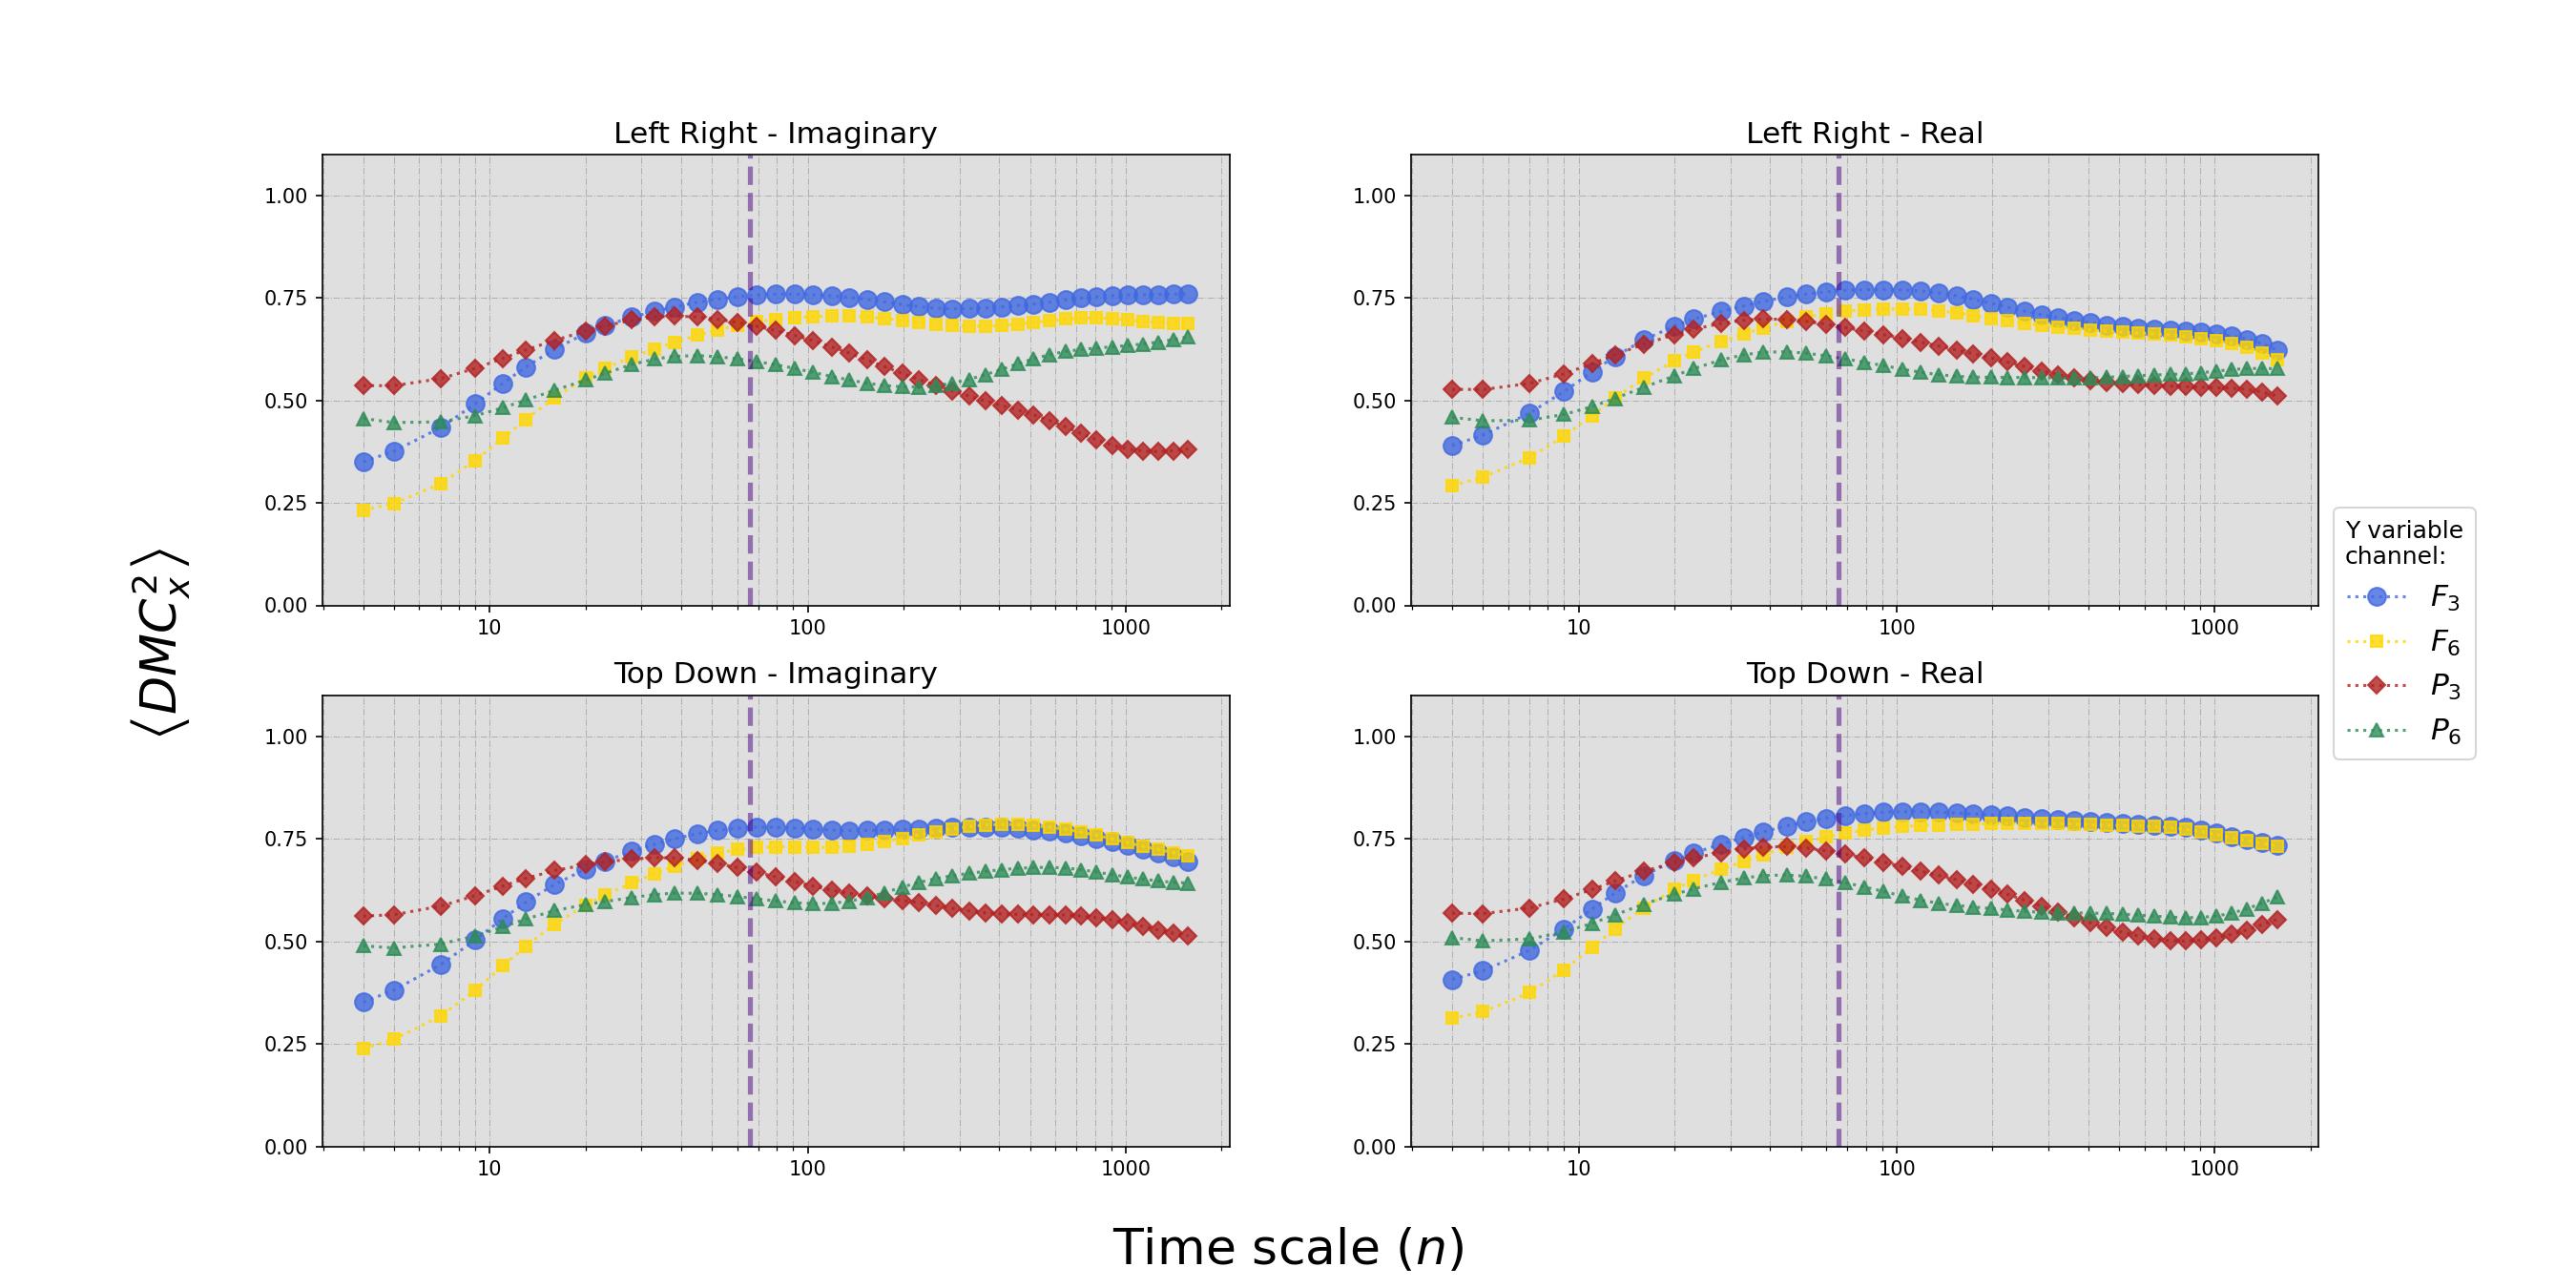 Left Right - Imaginary
1.00
0.75
0.50
0.25
0.00
10 100 1000
Left Right - Real
1.00
0.75
0.50
0.25
0.00
10 100 1000
Top Down - Imaginary
1.00
0.75
0.50
0.25
0.00
10 100 1000
Top Down - Real
1.00
0.75
0.50
0.25
0.00
10 100 1000
⟨DMC²ₓ⟩
Time scale (n)
Y variable
channel:
F₃
F₆
P₃
P₆